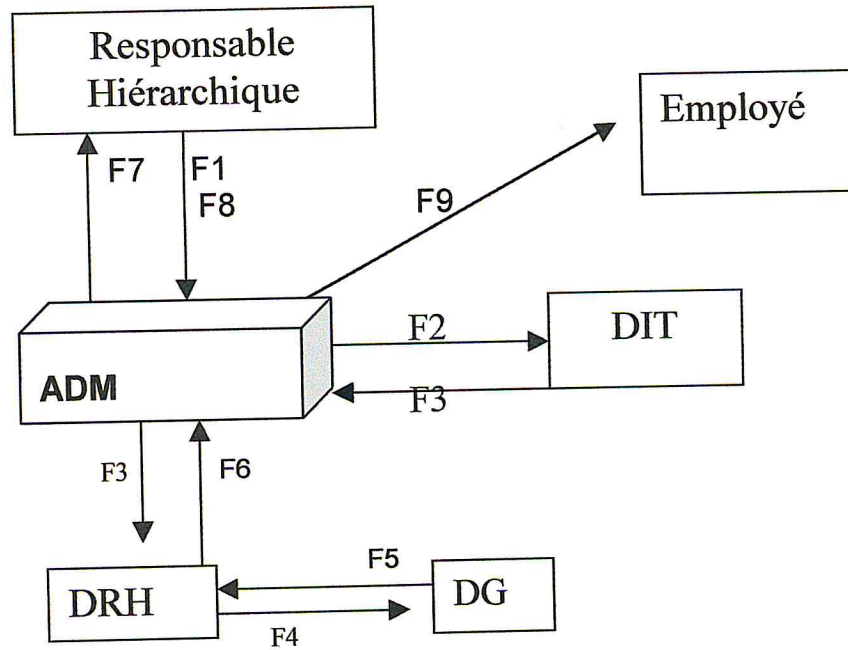 Responsable
Hiérarchique
Employé
F7
F1
F8
F9
ADM
F2
DIT
F3
F3
F6
DRH
F5
DG
F4